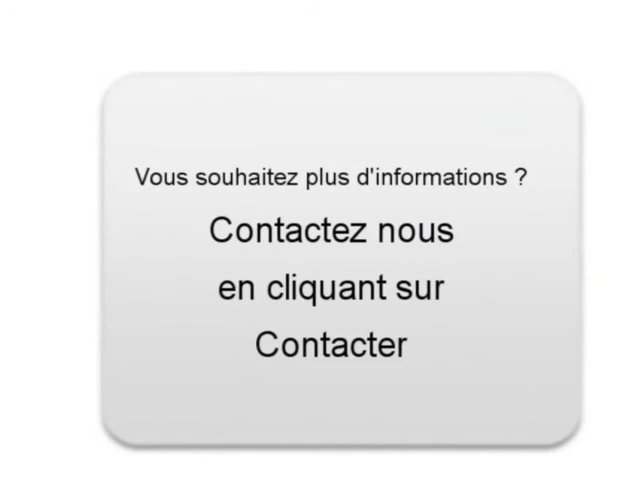 Vous souhaitez plus d'informations ?
Contactez nous
en cliquant sur
Contacter